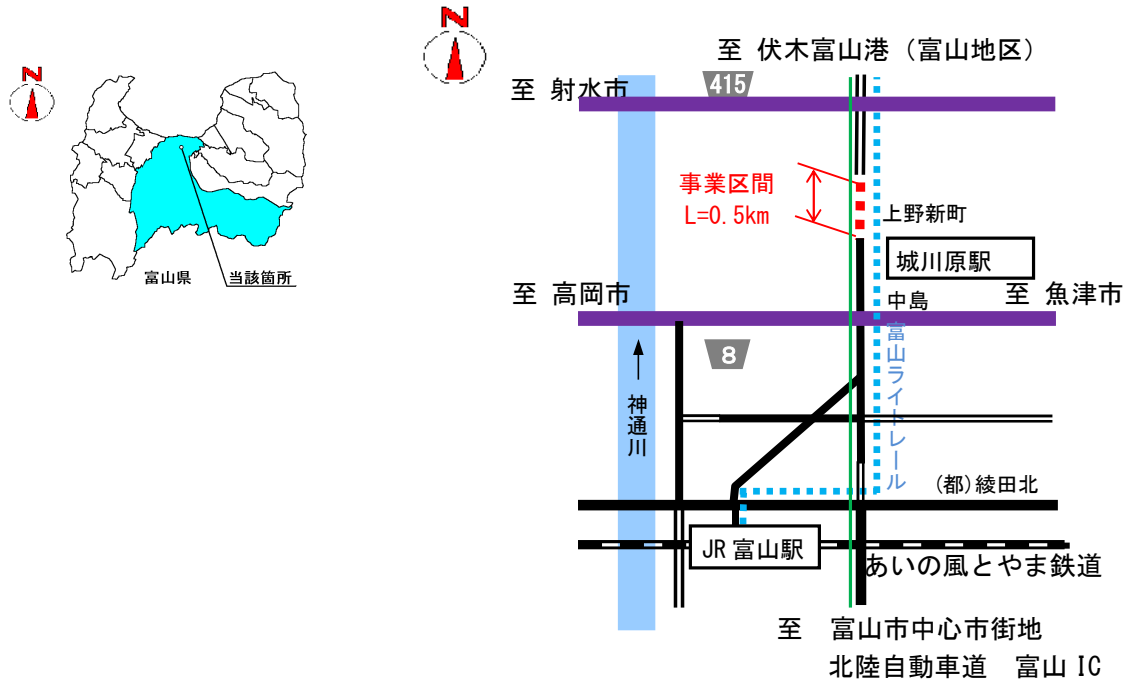 N
N
富山県
当該箇所
至 伏木富山港（富山地区）
至 射水市
415
事業区間
L=0.5km
上野新町
城川原駅
至 高岡市
中島
至 魚津市
8
富山ライトレール
神通川
(都)綾田北
JR 富山駅
あいの風とやま鉄道
至 富山市中心市街地
北陸自動車道 富山 IC